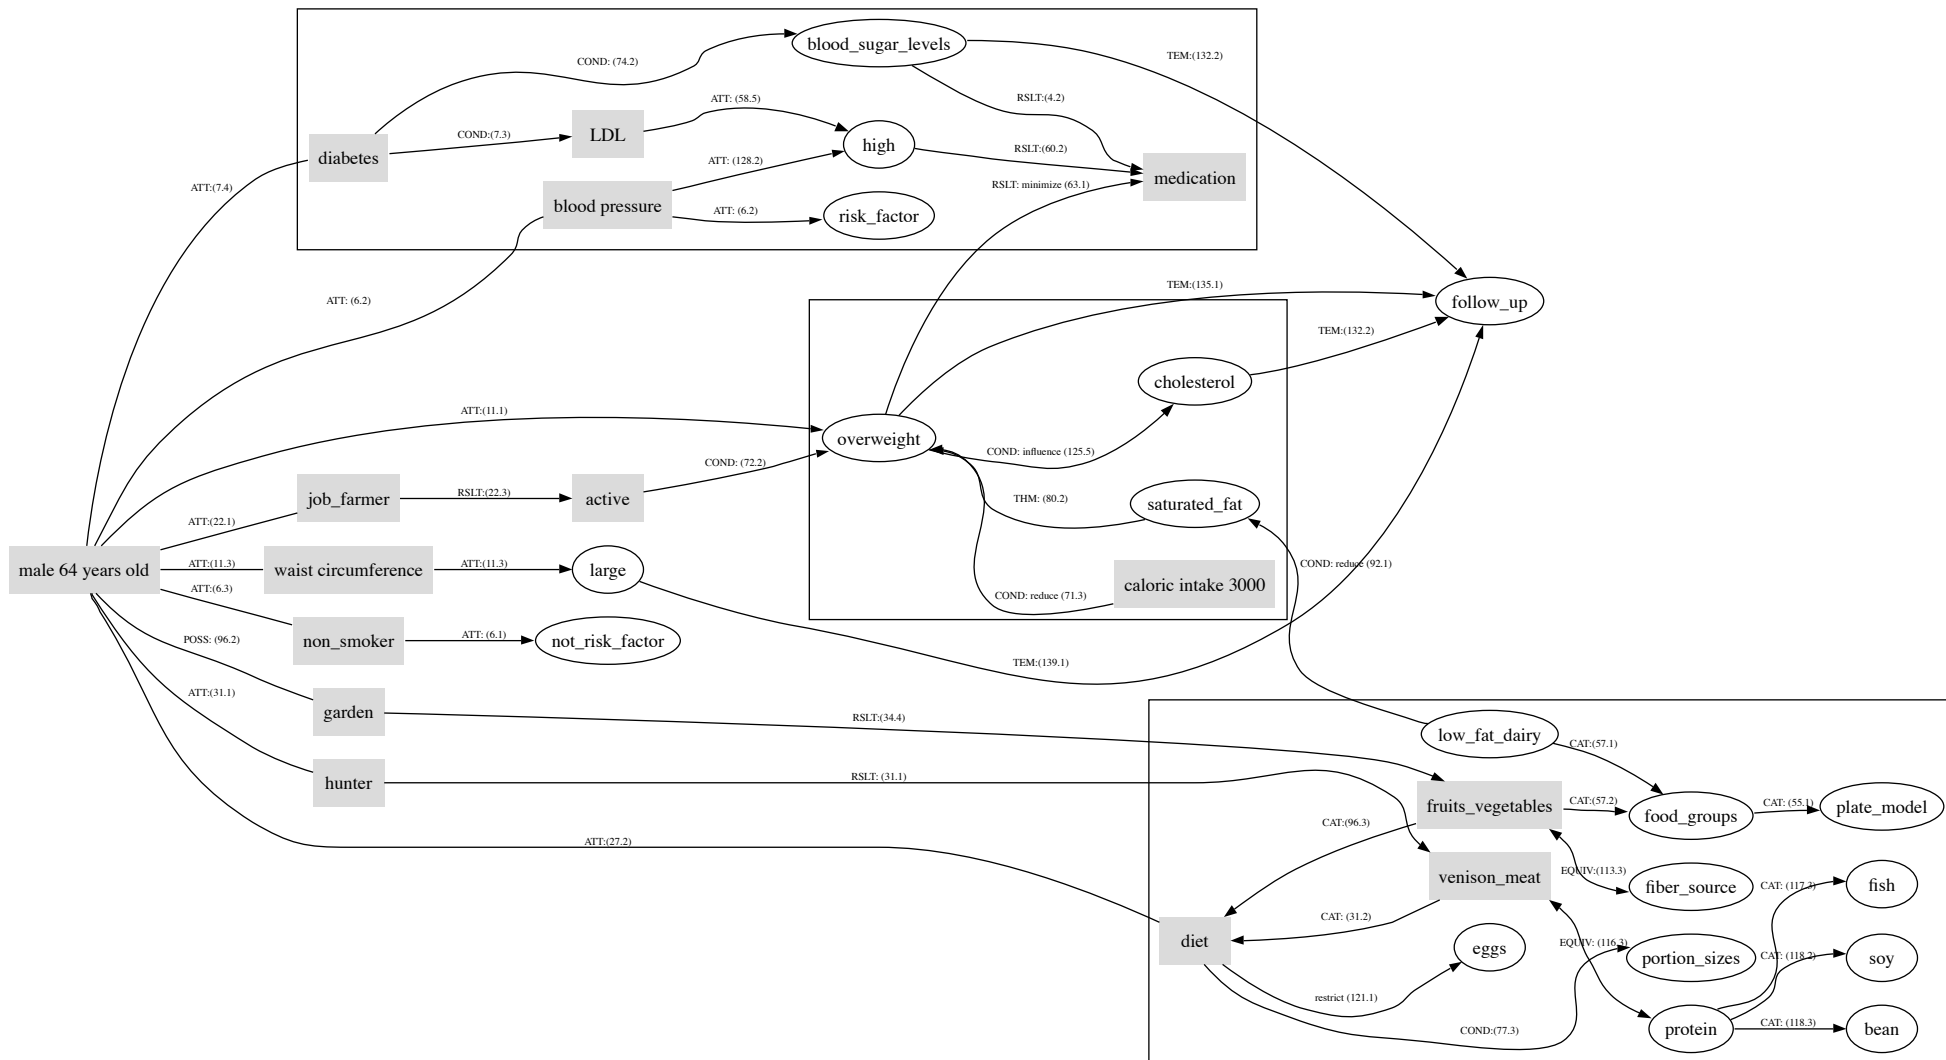 blood_sugar_levels
TEM:(132.2)
COND: (74.2)
ATT: (58.5)
RSLT:(4.2)
LDL
COND:(7.3)
high
diabetes
ATT: (128.2)
RSLT:(60.2)
medication
ATT:(7.4)
RSLT: minimize (63.1)
blood pressure
ATT: (6.2)
risk_factor
TEM:(135.1)
ATT: (6.2)
follow_up
TEM:(132.2)
cholesterol
ATT:(11.1)
overweight
COND: influence (125.5)
COND: (72.2)
job_farmer
RSLT:(22.3)
active
THM: (80.2)
saturated_fat
ATT:(22.1)
male 64 years old
ATT:(11.3)
waist circumference
ATT:(11.3)
large
COND: reduce (92.1)
caloric intake 3000
ATT:(6.3)
COND: reduce (71.3)
POSS: (96.2)
non_smoker
ATT: (6.1)
not_risk_factor
TEM:(139.1)
ATT:(31.1)
garden
RSLT:(34.4)
low_fat_dairy
CAT:(57.1)
hunter
RSLT: (31.1)
fruits_vegetables
CAT:(57.2)
food_groups
CAT: (55.1)
plate_model
CAT:(96.3)
ATT:(27.2)
venison_meat
EQUIV:(113.3)
fiber_source
CAT: (117.3)
fish
CAT: (31.2)
diet
eggs
EQUIV: (116.3)
portion_sizes
CAT: (118.2)
soy
restrict (121.1)
COND:(77.3)
protein
CAT: (118.3)
bean